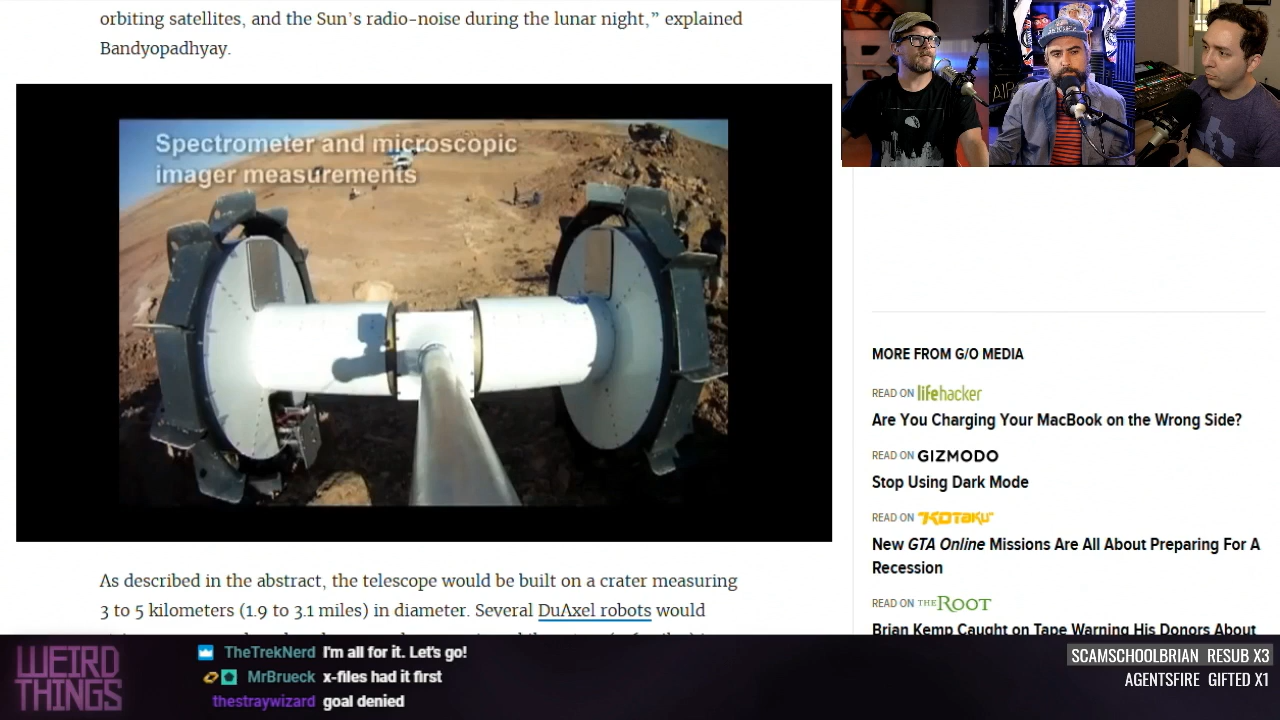 orbiting satellites, and the Sun’s radio-noise during the lunar night,” explained
Bandyopadhyay.
Spectrometer and microscopic
imager measurements
As described in the abstract, the telescope would be built on a crater measuring
3 to 5 kilometers (1.9 to 3.1 miles) in diameter. Several DuAxel robots would
MORE FROM G/O MEDIA
READ ON lifehacker
Are You Charging Your MacBook on the Wrong Side?
READ ON GIZMODO
Stop Using Dark Mode
READ ON KOTAKU
New GTA Online Missions Are All About Preparing For A
Recession
READ ON THE ROOT
Brian Kemp Caught on Tape Warning His Donors About
WEIRD
THINGS
TheTrekNerd I'm all for it. Let's go!
MrBrueck x-files had it first
thestraywizard goal denied
SCAMSCHOOLBRIAN RESUB X3
AGENTSFIRE GIFTED X1